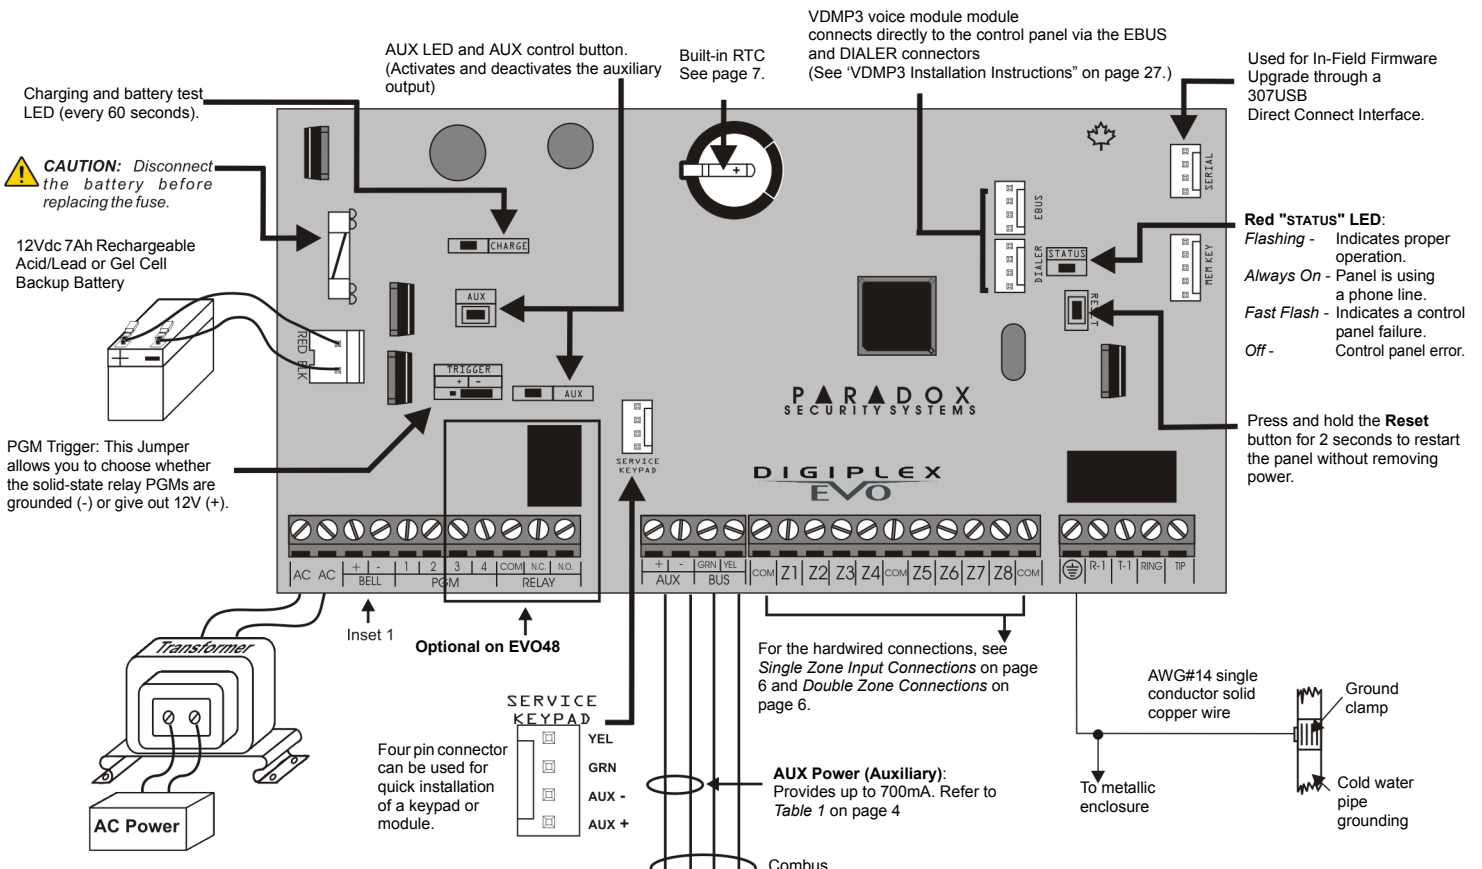 VDMP3 voice module module
connects directly to the control panel via the EBUS
and DIALER connectors
(See ‘VDMP3 Installation Instructions” on page 27.)
AUX LED and AUX control button.
(Activates and deactivates the auxiliary
output)
Built-in RTC
See page 7.
Used for In-Field Firmware
Upgrade through a
307USB
Direct Connect Interface.
Charging and battery test
LED (every 60 seconds).
CAUTION: Disconnect
the battery before
replacing the fuse.
12Vdc 7Ah Rechargeable
Acid/Lead or Gel Cell
Backup Battery
+ -
RED BLK
CHARGE
AUX
TRIGGER
+ -
AUX
+
EBUS
DIALER
STATUS
SERIAL
MEM KEY
Red "STATUS" LED:
Flashing - Indicates proper
operation.
Always On - Panel is using
a phone line.
Fast Flash - Indicates a control
panel failure.
Off - Control panel error.
Press and hold the Reset
button for 2 seconds to restart
the panel without removing
power.
PGM Trigger: This Jumper
allows you to choose whether
the solid-state relay PGMs are
grounded (-) or give out 12V (+).
PARADOX
SECURITY SYSTEMS
DIGIPLEX
EVO
SERVICE
KEYPAD
AC AC + - 1 2 3 4 COM N.C. N.O.
BELL PGM RELAY
+ - GRN YEL
AUX BUS
COM Z1 Z2 Z3 Z4 COM Z5 Z6 Z7 Z8 COM
R-1 T-1 RING TIP
Inset 1
Optional on EVO48
Transformer
AC Power
SERVICE
KEYPAD
YEL
GRN
AUX -
AUX +
Four pin connector
can be used for
quick installation
of a keypad or
module.
For the hardwired connections, see
Single Zone Input Connections on page
6 and Double Zone Connections on
page 6.
AUX Power (Auxiliary):
Provides up to 700mA. Refer to
Table 1 on page 4
Combus
AWG#14 single
conductor solid
copper wire
Ground
clamp
To metallic
enclosure
Cold water
pipe
grounding